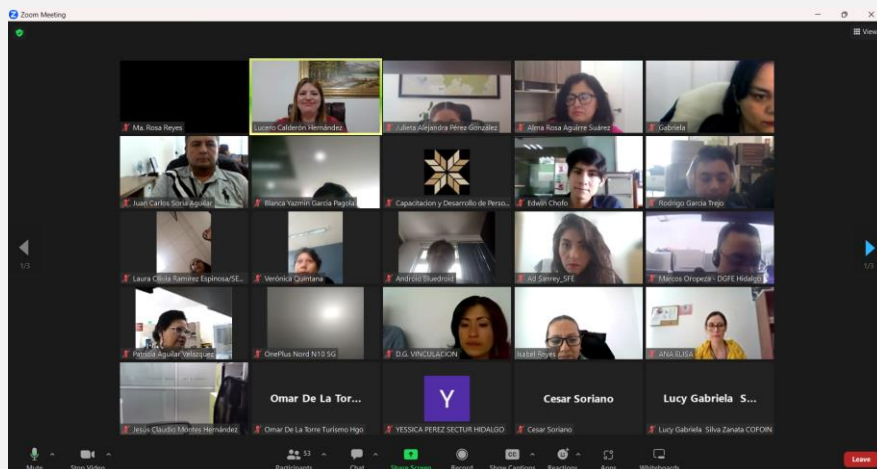 Zoom Meeting
View
Ma. Rosa Reyes
Lucero Calderón Hernández
Julieta Alejandra Pérez González
Alma Rosa Aguirre Suárez
Gabriela
Juan Carlos Soria Aguilar
Blanca Yazmin García Pagola
Capacitacion y Desarrollo de Perso...
Edwin Chofo
Rodrigo García Trejo
Laura Ramírez Espinosa/SE...
Verónica Quintana
Android Bluedroid
Ad Sanrey_SFE
Marcos Oropeza - DGFE Hidalgo
1/3
1/3
Patricia Aguilar Velázquez
OnePlus Nord N10 5G
D.G. VINCULACION
Isabel Reyes
ANA ELISA
Jesús Claudio Montes Hernández
Omar De La Tor...
Omar De La Torre Turismo Hgo
Y
YESSICA PEREZ SECTUR HIDALGO
Cesar Soriano
Cesar Soriano
Lucy Gabriela S...
Lucy Gabriela Silva Zanata COFOIN
Mute
Stop Video
53
Participants
Chat
Share Screen
Record
CC
Show Captions
Reactions
Apps
Whiteboards
Leave